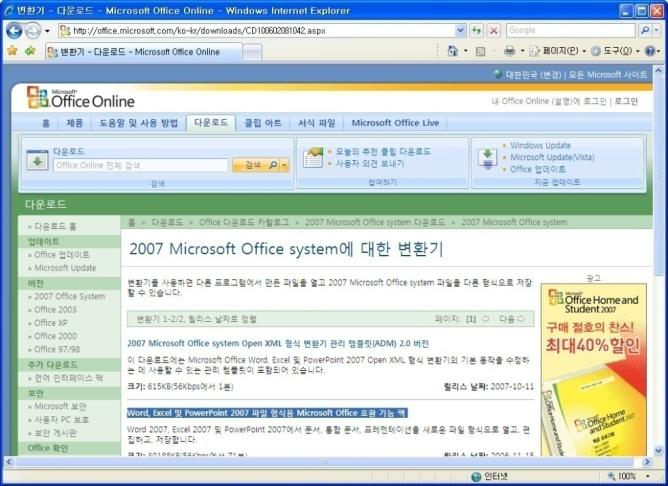 변환기 - 다운로드 - Microsoft Office Online - Windows Internet Explorer
http://office.microsoft.com/ko-kr/downloads/CD100602081042.aspx
Google
변환기 - 다운로드 - Microsoft Office Online
페이지(P) 도구(O)
대한민국 (변경) | 모든 Microsoft 사이트
Microsoft
Office Online
내 Office Online (설명)에 로그인 | 로그인
홈 제품 도움말 및 사용 방법 다운로드 클립 아트 서식 파일 Microsoft Office Live
다운로드
Office Online 전체 검색 검색
검색
오늘의 추천 클립 다운로드
사용자 의견 보내기
참여하기
Windows Update
Microsoft Update(Vista)
Office 업데이트
지금 업데이트
다운로드
» 다운로드 홈
업데이트
» Office 업데이트
» Microsoft Update
버전
» 2007 Office System
» Office 2003
» Office XP
» Office 2000
» Office 97/98
추가 다운로드
» 언어 인터페이스 팩
보안
» Microsoft 보안
» 사용자 PC 보호
» 보안 게시판
Office 확인
홈 » 다운로드 » Office 다운로드 카탈로그 » 2007 Microsoft Office system 다운로드 » 2007 Microsoft Office system
2007 Microsoft Office system에 대한 변환기
변환기를 사용하면 다른 프로그램에서 만든 파일을 열고 2007 Microsoft Office system 파일을 다른 형식으로 저장
할 수 있습니다.
변환기 1-2/2, 릴리스 날짜로 정렬 페이지: [1] 다음
2007 Microsoft Office system Open XML 형식 변환기 관리 템플릿(ADM) 2.0 버전
이 다운로드에는 Microsoft Office Word, Excel 및 PowerPoint 2007 Open XML 형식 변환기의 기본 동작을 수정하
는 데 사용할 수 있는 관리 템플릿이 포함되어 있습니다.
크기: 615KB(56Kbps에서 1분) 릴리스 날짜: 2007-10-11
Word, Excel 및 PowerPoint 2007 파일 형식용 Microsoft Office 호환 기능 팩
Word 2007, Excel 2007 및 PowerPoint 2007에서 문서, 통합 문서, 프레젠테이션을 새로운 파일 형식으로 열고, 편
집하고, 저장합니다.
크기: 30188KB(56Kbps에서 71분) 릴리스 날짜: 2006-11-15
광고
Microsoft
Office Home and
Student 2007
구매 절호의 찬스!
최대40%할인
Office Home
and Student 2007
인터넷 100%